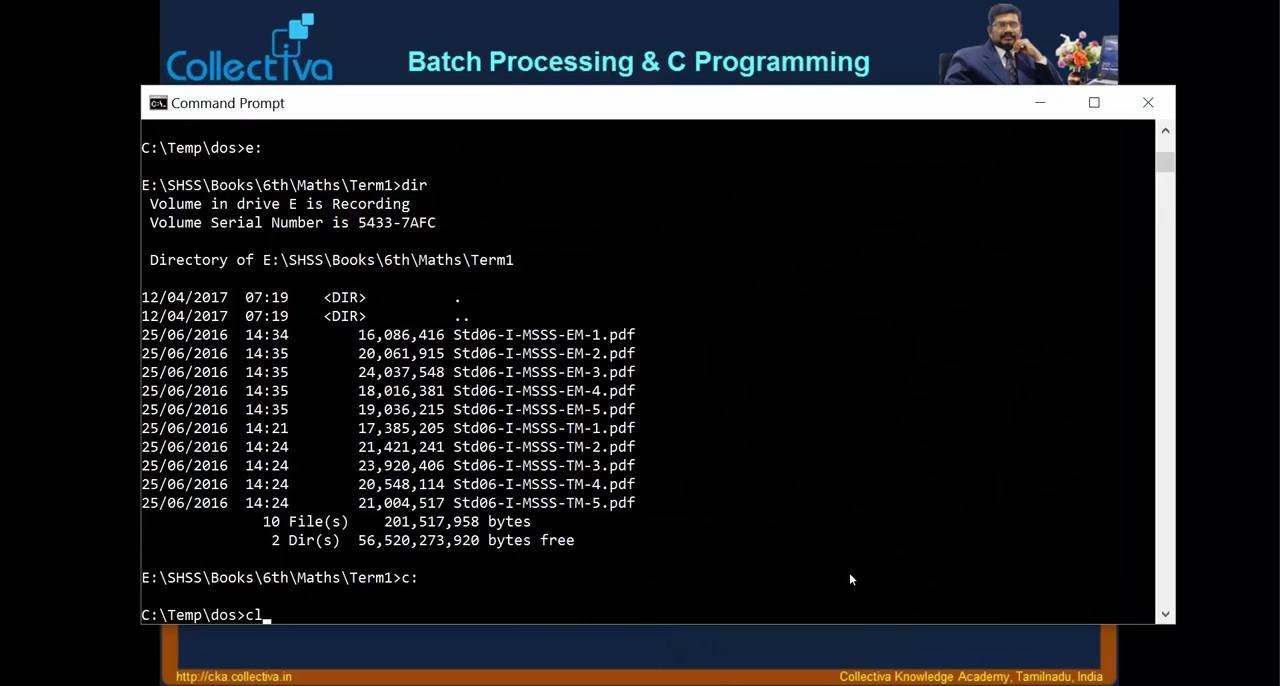 Collectiva
Batch Processing & C Programming
Command Prompt
C:\Temp\dos>e:
E:\SHSS\Books\6th\Maths\Term1>dir
Volume in drive E is Recording
Volume Serial Number is 5433-7AFC
Directory of E:\SHSS\Books\6th\Maths\Term1
12/04/2017  07:19    <DIR>          .
12/04/2017  07:19    <DIR>          ..
25/06/2016  14:34        16,086,416 Std06-I-MSSS-EM-1.pdf
25/06/2016  14:35        20,061,915 Std06-I-MSSS-EM-2.pdf
25/06/2016  14:35        24,037,548 Std06-I-MSSS-EM-3.pdf
25/06/2016  14:35        18,016,381 Std06-I-MSSS-EM-4.pdf
25/06/2016  14:35        19,036,215 Std06-I-MSSS-EM-5.pdf
25/06/2016  14:21        17,385,205 Std06-I-MSSS-TM-1.pdf
25/06/2016  14:24        21,421,241 Std06-I-MSSS-TM-2.pdf
25/06/2016  14:24        23,920,406 Std06-I-MSSS-TM-3.pdf
25/06/2016  14:24        20,548,114 Std06-I-MSSS-TM-4.pdf
25/06/2016  14:24        21,004,517 Std06-I-MSSS-TM-5.pdf
10 File(s)    201,517,958 bytes
2 Dir(s)  56,520,273,920 bytes free
E:\SHSS\Books\6th\Maths\Term1>c:
C:\Temp\dos>cl
http://cka.collectiva.in
Collectiva Knowledge Academy, Tamilnadu, India